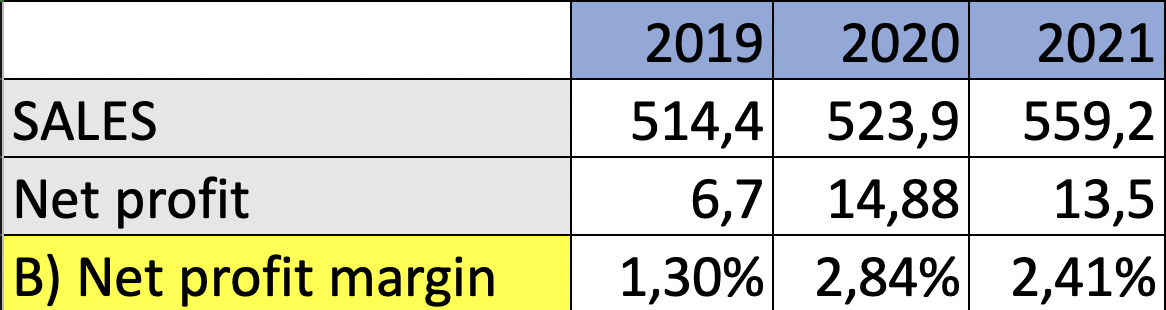 2019 2020 2021
SALES 514,4 523,9 559,2
Net profit 6,7 14,88 13,5
B) Net profit margin 1,30% 2,84% 2,41%